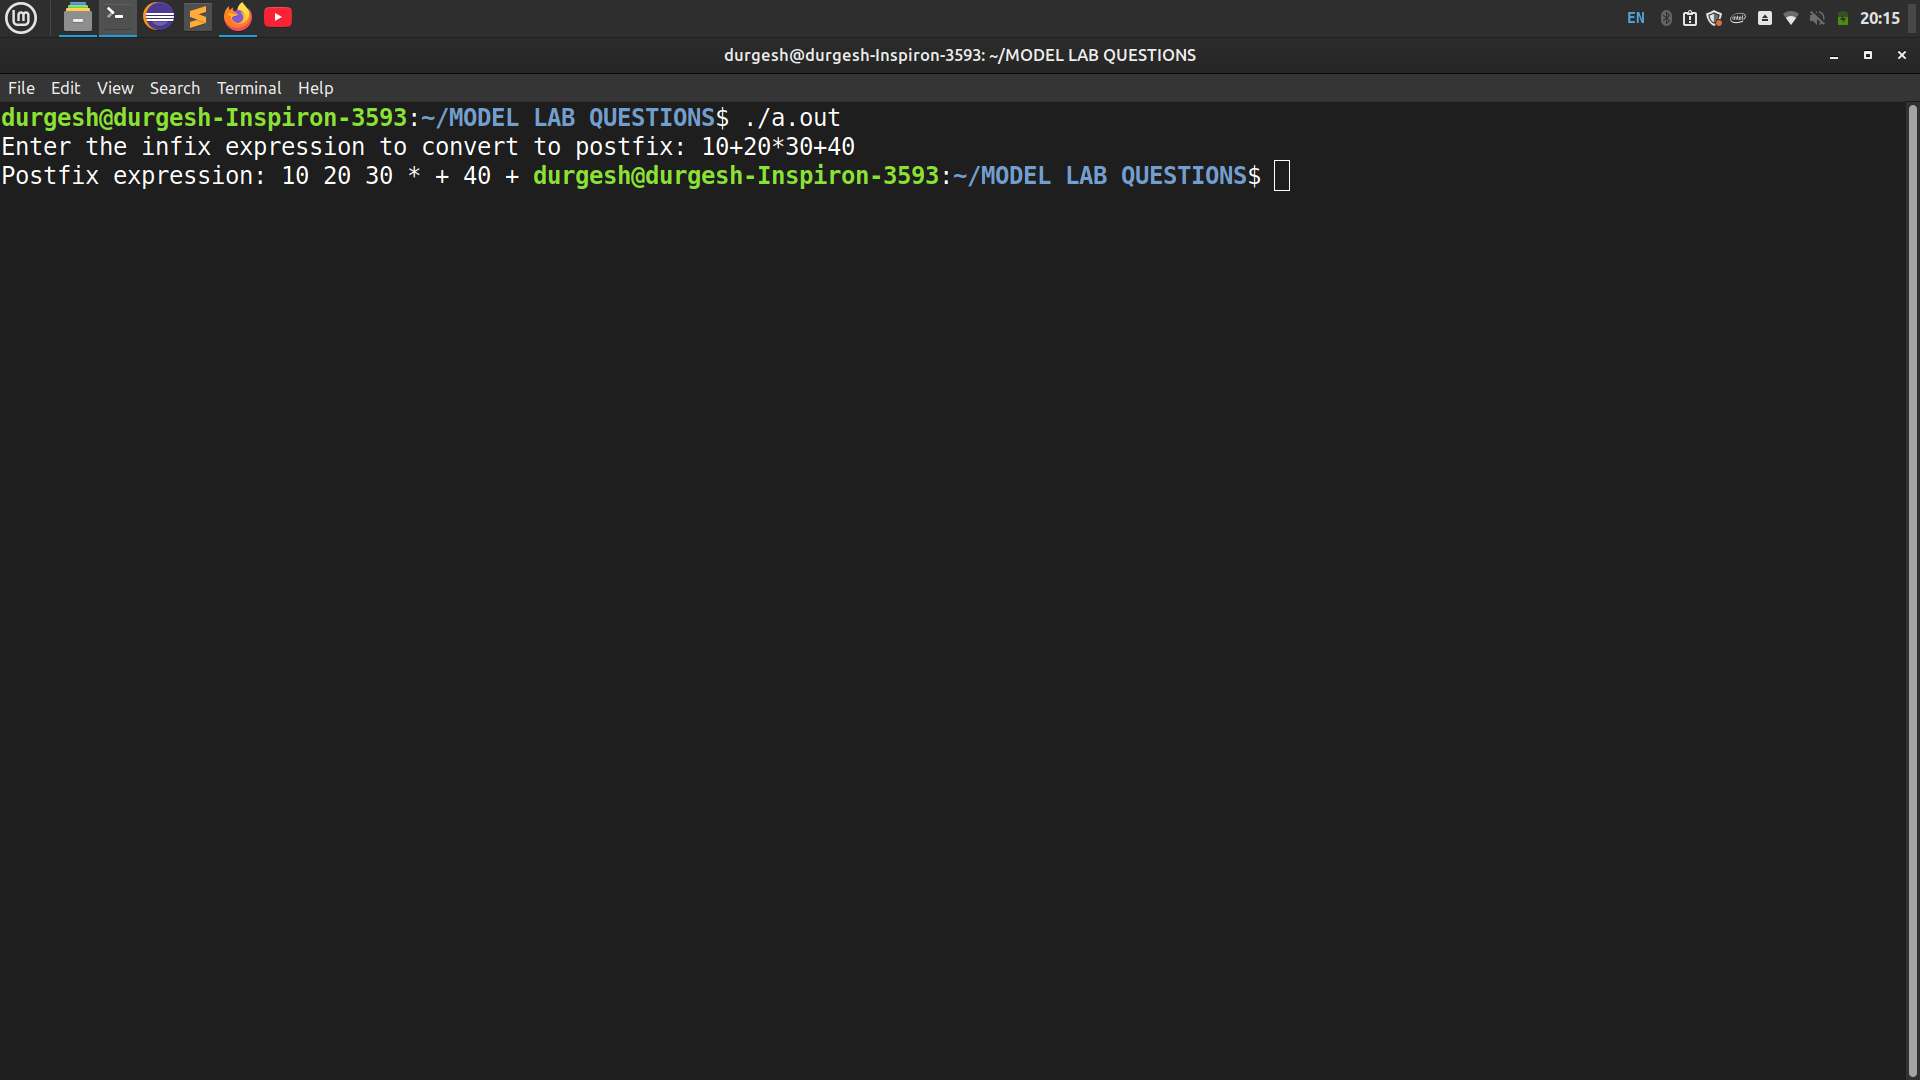 EN 20:15
durgesh@durgesh-Inspiron-3593: ~/MODEL LAB QUESTIONS
File Edit View Search Terminal Help
durgesh@durgesh-Inspiron-3593:~/MODEL LAB QUESTIONS$ ./a.out
Enter the infix expression to convert to postfix: 10+20*30+40
Postfix expression: 10 20 30 * + 40 + durgesh@durgesh-Inspiron-3593:~/MODEL LAB QUESTIONS$